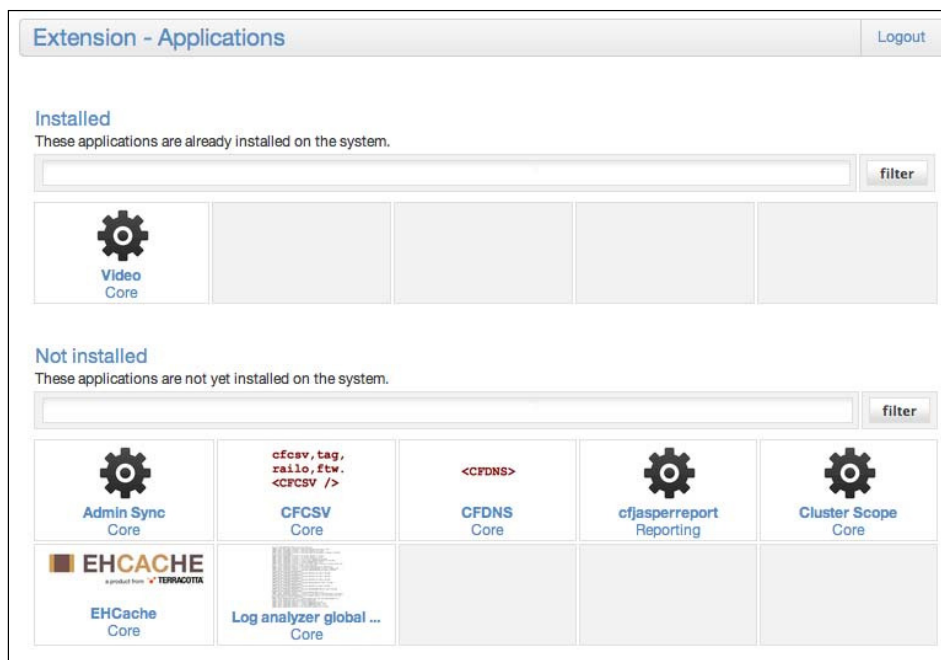 Extension - Applications
Logout
Installed
These applications are already installed on the system.
filter
Video
Core
Not installed
These applications are not yet installed on the system.
filter
cfcsv,tag,
railo,ftw.
<CFCSV />
<CFDNS>
Admin Sync
Core
CFCSV
Core
CFDNS
Core
cfjasperreport
Reporting
Cluster Scope
Core
EHCACHE
a product from TERRACOTTA
EHCache
Core
Log analyzer global ...
Core